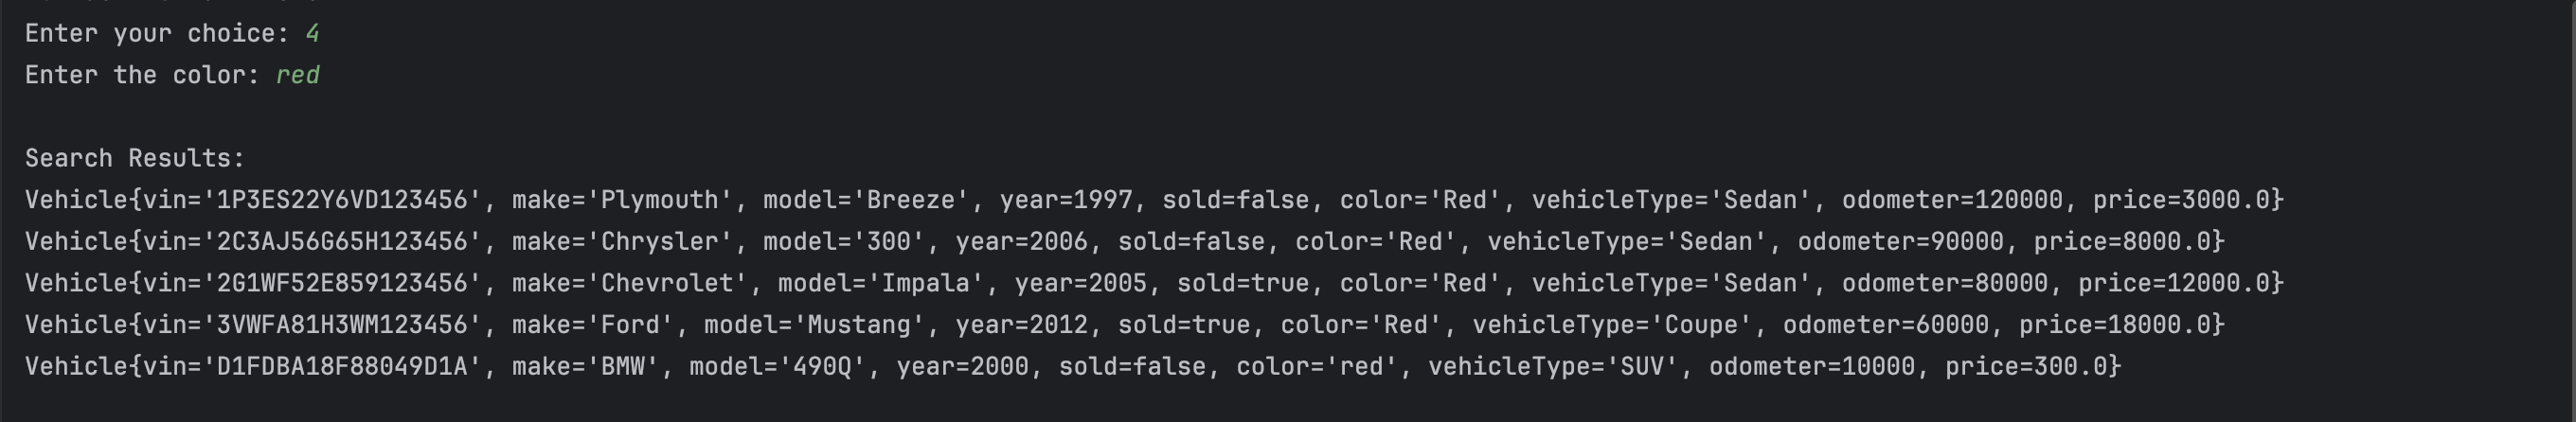 Enter your choice: 4
Enter the color: red
Search Results:
Vehicle{vin='1P3ES22Y6VD123456', make='Plymouth', model='Breeze', year=1997, sold=false, color='Red', vehicleType='Sedan', odometer=120000, price=3000.0}
Vehicle{vin='2C3AJ56G65H123456', make='Chrysler', model='300', year=2006, sold=false, color='Red', vehicleType='Sedan', odometer=90000, price=8000.0}
Vehicle{vin='2G1WF52E859123456', make='Chevrolet', model='Impala', year=2005, sold=true, color='Red', vehicleType='Sedan', odometer=80000, price=12000.0}
Vehicle{vin='3VWFA81H3WM123456', make='Ford', model='Mustang', year=2012, sold=true, color='Red', vehicleType='Coupe', odometer=60000, price=18000.0}
Vehicle{vin='D1FDBA18F88049D1A', make='BMW', model='490Q', year=2000, sold=false, color='red', vehicleType='SUV', odometer=10000, price=300.0}